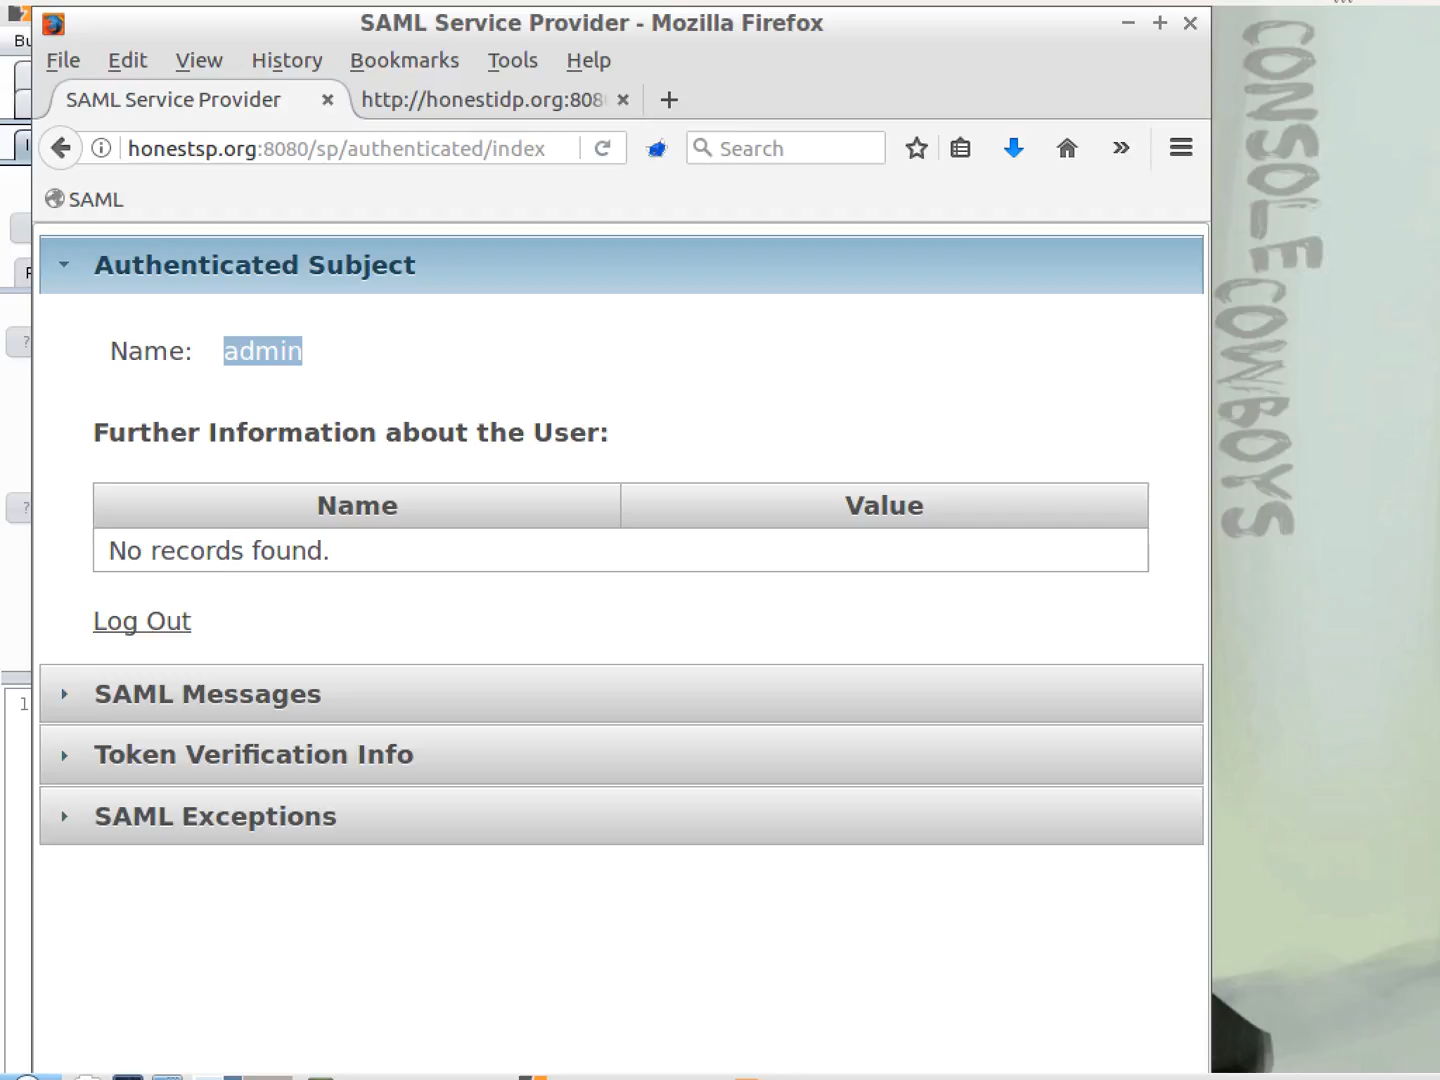 SAML Service Provider - Mozilla Firefox
File Edit View History Bookmarks Tools Help
SAML Service Provider http://honestidp.org:808
honestsp.org:8080/sp/authenticated/index Search
SAML
Authenticated Subject
Name: admin
Further Information about the User:
Name Value
No records found.
Log Out
SAML Messages
Token Verification Info
SAML Exceptions
CONSOLE COWBOYS
Bu
?
?
1